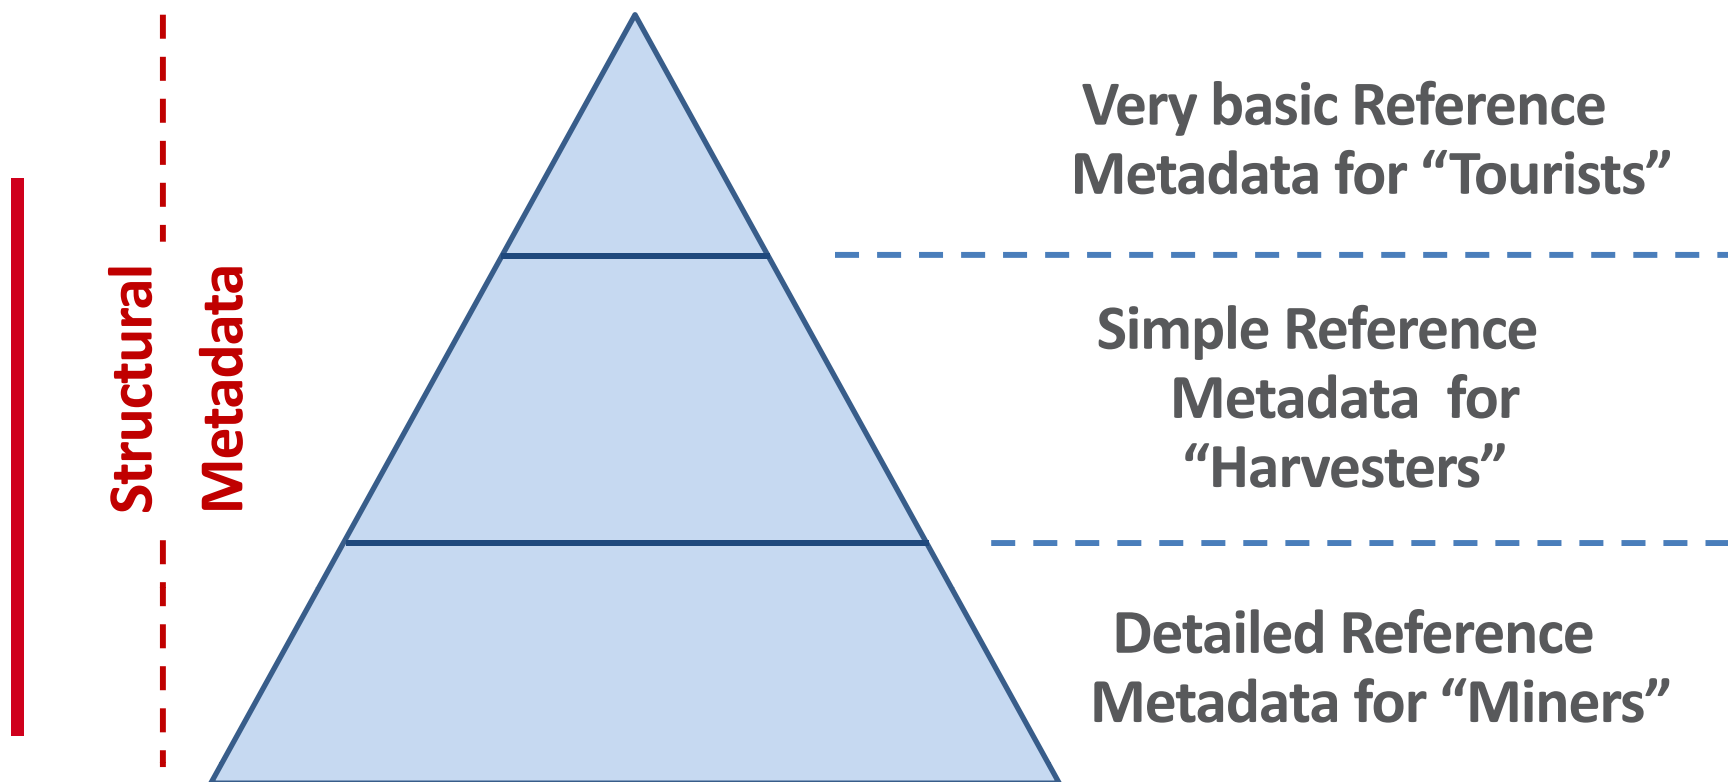 Structural
Metadata
Very basic Reference
Metadata for “Tourists”
Simple Reference
Metadata for
“Harvesters”
Detailed Reference
Metadata for “Miners”